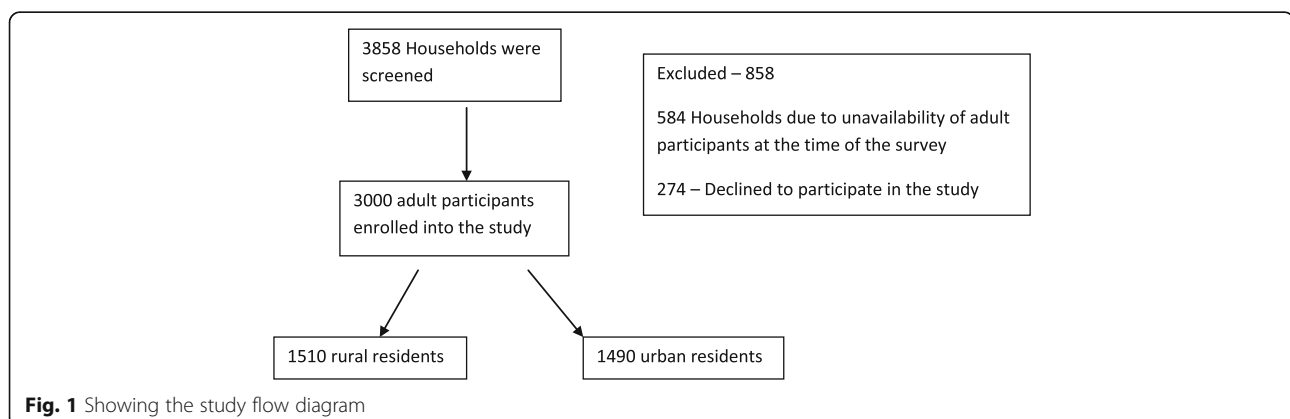 3858 Households were
screened
Excluded – 858
584 Households due to unavailability of adult
participants at the time of the survey
274 – Declined to participate in the study
3000 adult participants
enrolled into the study
1510 rural residents
1490 urban residents
Fig. 1 Showing the study flow diagram